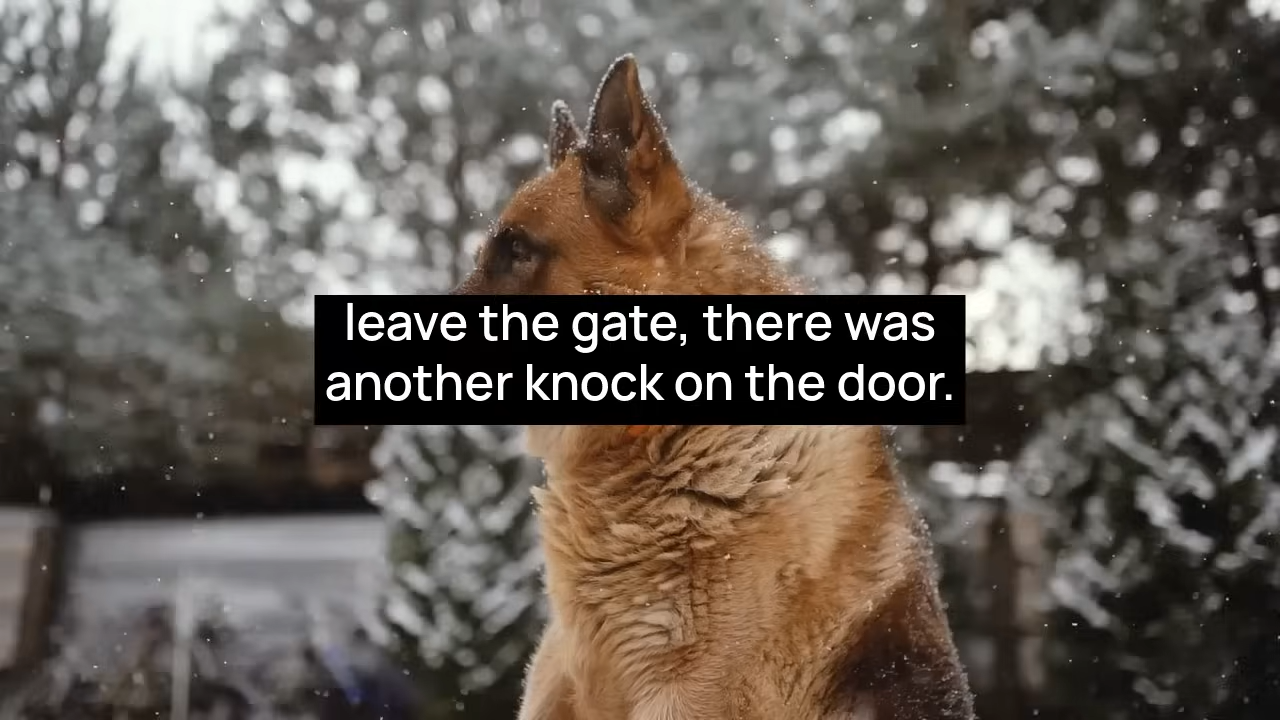 leave the gate, there was
another knock on the door.